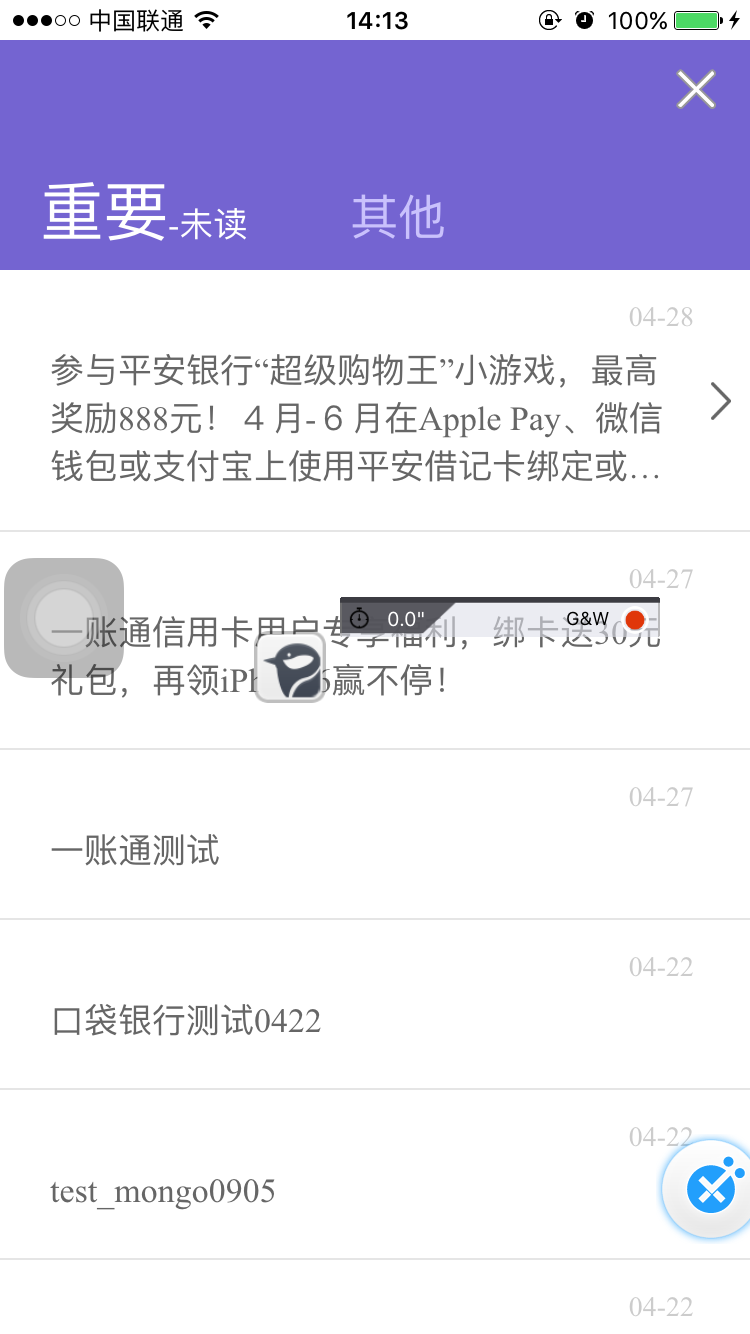 中国联通 14:13 100%
重要-未读 其他
04-28
参与平安银行“超级购物王”小游戏，最高
奖励888元！４月-６月在Apple Pay、微信
钱包或支付宝上使用平安借记卡绑定或…
04-27
0.0" G&W
一账通信用卡用户专享福利，绑卡送30元
礼包，再领iPh 6赢不停！
04-27
一账通测试
04-22
口袋银行测试0422
04-22
test_mongo0905
04-22